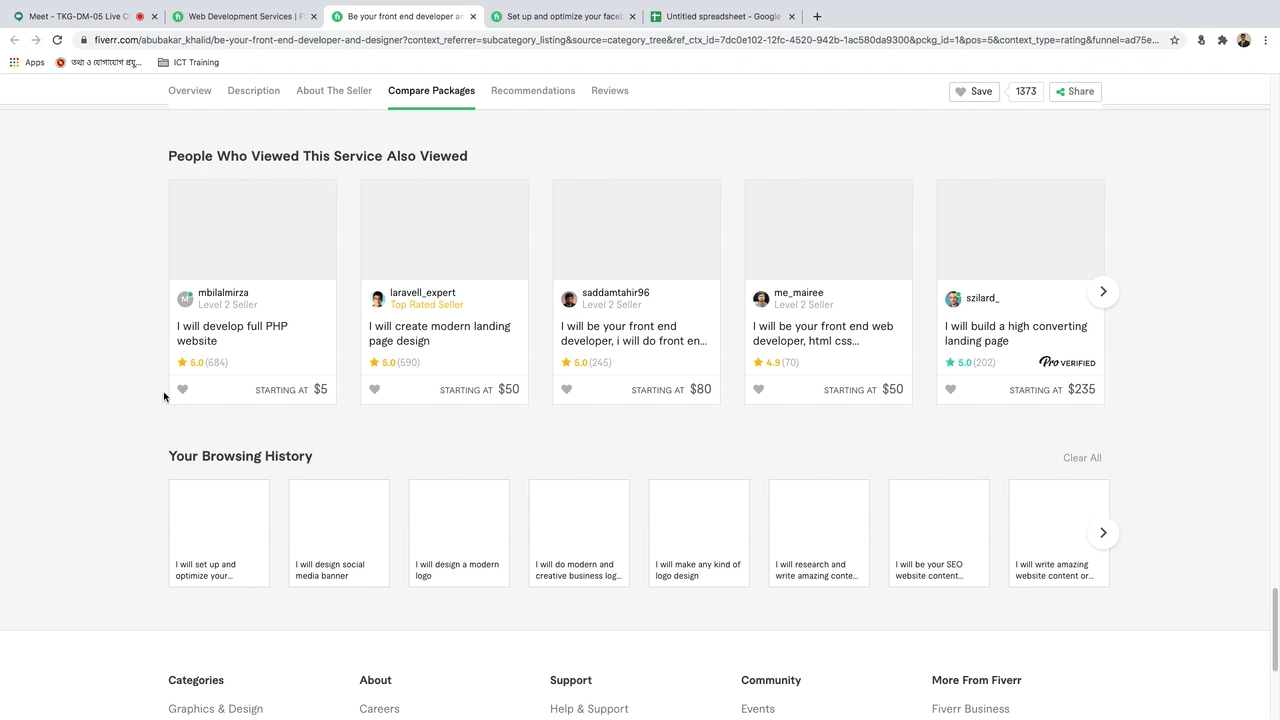 Meet - TKG-DM-05 Live C
Web Development Services | F
Be your front end developer an
Set up and optimize your faceb
Untitled spreadsheet - Google
fiverr.com/abubakar_khalid/be-your-front-end-developer-and-designer?context_referrer=subcategory_listing&source=category_tree&ref_ctx_id=7dc0e102-12fc-4520-942b-1ac580da9300&pckg_id=1&pos=5&context_type=rating&funnel=ad75e...
Apps
তথ্য ও যোগাযোগ প্রযু...
ICT Training
Overview
Description
About The Seller
Compare Packages
Recommendations
Reviews
Save
1373
Share
People Who Viewed This Service Also Viewed
M
mbilalmirza
Level 2 Seller
I will develop full PHP
website
5.0 (684)
STARTING AT $5
laravell_expert
Top Rated Seller
I will create modern landing
page design
5.0 (590)
STARTING AT $50
saddamtahir96
Level 2 Seller
I will be your front end
developer, i will do front en...
5.0 (245)
STARTING AT $80
me_mairee
Level 2 Seller
I will be your front end web
developer, html css...
4.9 (70)
STARTING AT $50
szilard_
I will build a high converting
landing page
5.0 (202)
Pro VERIFIED
STARTING AT $235
Your Browsing History
Clear All
I will set up and
optimize your...
I will design social
media banner
I will design a modern
logo
I will do modern and
creative business log...
I will make any kind of
logo design
I will research and
write amazing conte...
I will be your SEO
website content...
I will write amazing
website content or...
Categories
About
Support
Community
More From Fiverr
Graphics & Design
Careers
Help & Support
Events
Fiverr Business